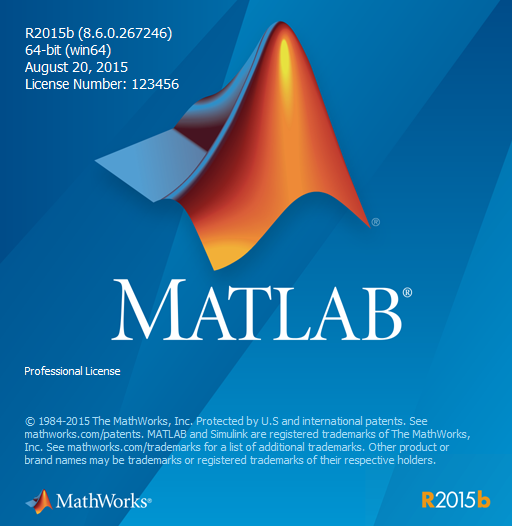 R2015b (8.6.0.267246)
64-bit (win64)
August 20, 2015
License Number: 123456
®
MATLAB®
Professional License
© 1984-2015 The MathWorks, Inc. Protected by U.S and international patents. See
mathworks.com/patents. MATLAB and Simulink are registered trademarks of The MathWorks,
Inc. See mathworks.com/trademarks for a list of additional trademarks. Other product or
brand names may be trademarks or registered trademarks of their respective holders.
MathWorks®
R2015b